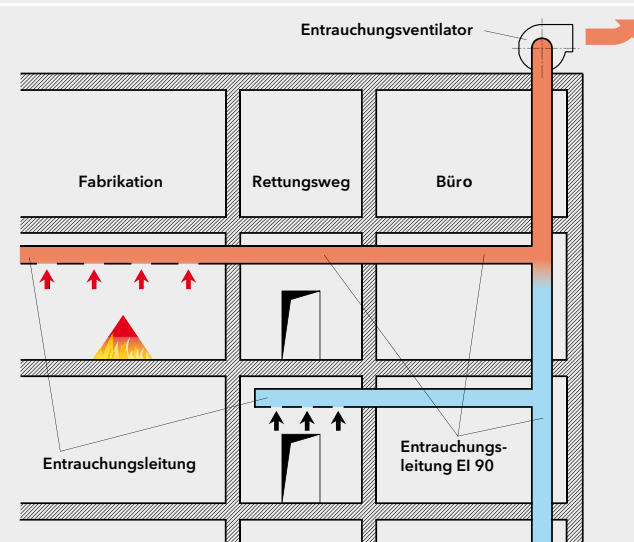 Entrauchungsventilator
Fabrikation
Rettungsweg
Büro
Entrauchungsleitung
Entrauchungs-
leitung EI 90